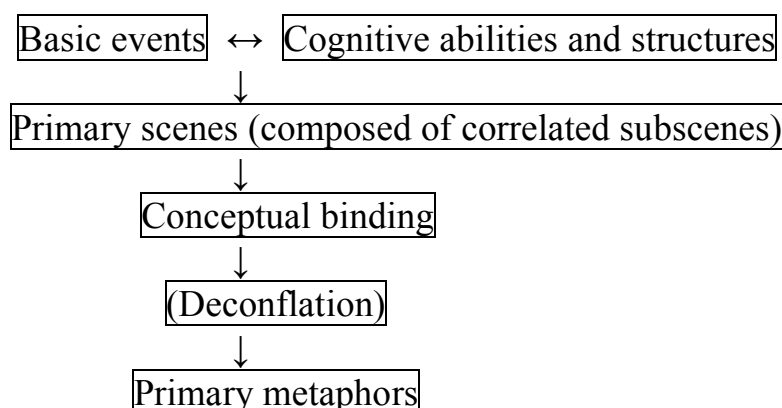 Basic events ↔ Cognitive abilities and structures
↓
Primary scenes (composed of correlated subscenes)
↓
Conceptual binding
↓
(Deconflation)
↓
Primary metaphors